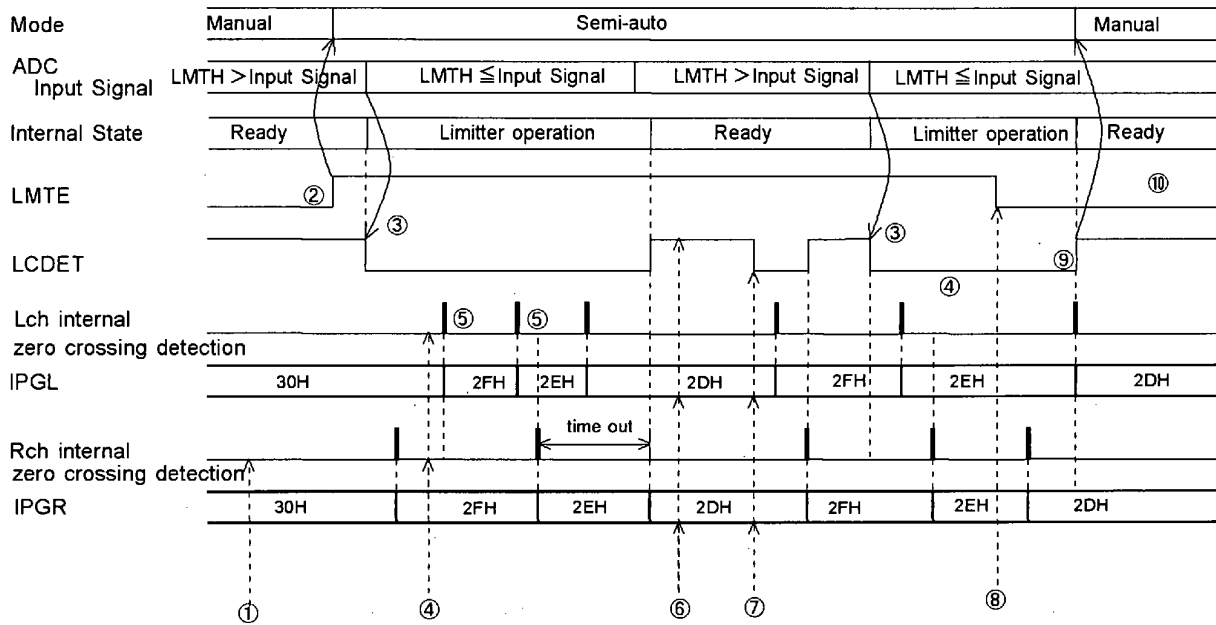 Mode Manual Semi-auto Manual
ADC
Input Signal LMTH >Input Signal LMTH ≦Input Signal LMTH >Input Signal LMTH ≦Input Signal
Internal State Ready Limitter operation Ready Limitter operation Ready
LMTE ② ⑩
③ ③
LCDET ⑨
④
Lch internal ⑤ ⑤
zero crossing detection
IPGL 30H 2FH 2EH 2DH 2FH 2EH 2DH
time out
Rch internal
zero crossing detection
IPGR 30H 2FH 2EH 2DH 2FH 2EH 2DH
① ④ ⑥ ⑦ ⑧